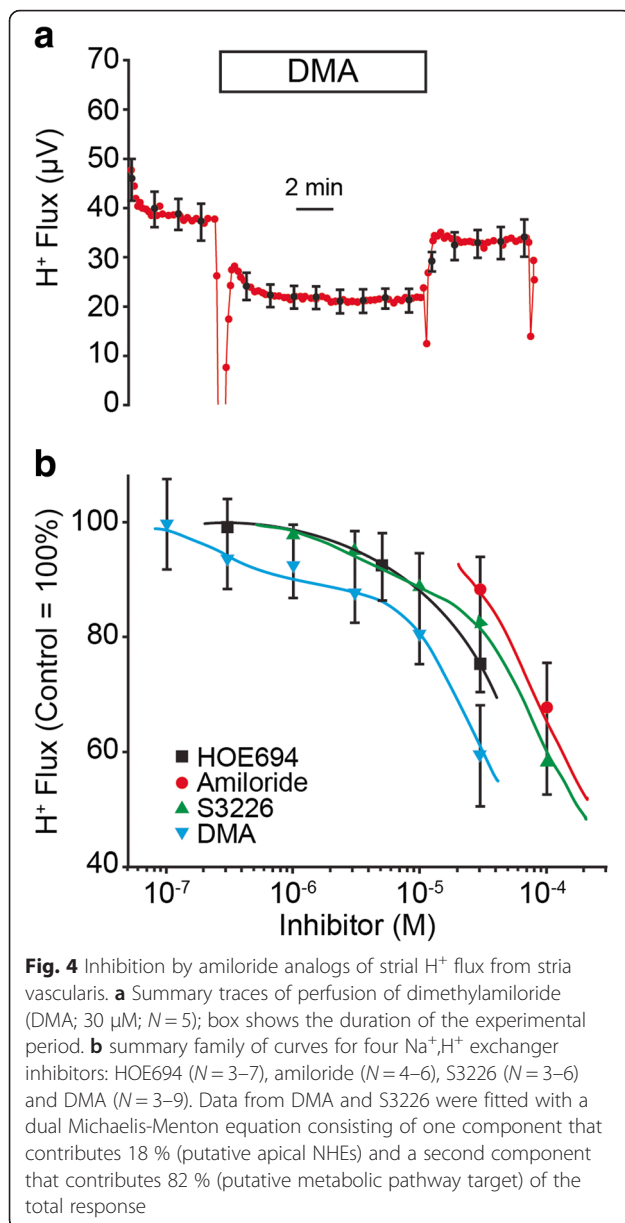 a
70
60
50
40
30
20
10
0
H+ Flux (µV)
DMA
2 min
b
100
80
60
40
H+ Flux (Control = 100%)
HOE694
Amiloride
S3226
DMA
10-7
10-6
10-5
10-4
Inhibitor (M)
Fig. 4 Inhibition by amiloride analogs of strial H+ flux from stria
vascularis. a Summary traces of perfusion of dimethylamiloride
(DMA; 30 µM; N = 5); box shows the duration of the experimental
period. b summary family of curves for four Na+,H+ exchanger
inhibitors: HOE694 (N = 3–7), amiloride (N = 4–6), S3226 (N = 3–6)
and DMA (N = 3–9). Data from DMA and S3226 were fitted with a
dual Michaelis-Menton equation consisting of one component that
contributes 18 % (putative apical NHEs) and a second component
that contributes 82 % (putative metabolic pathway target) of the
total response